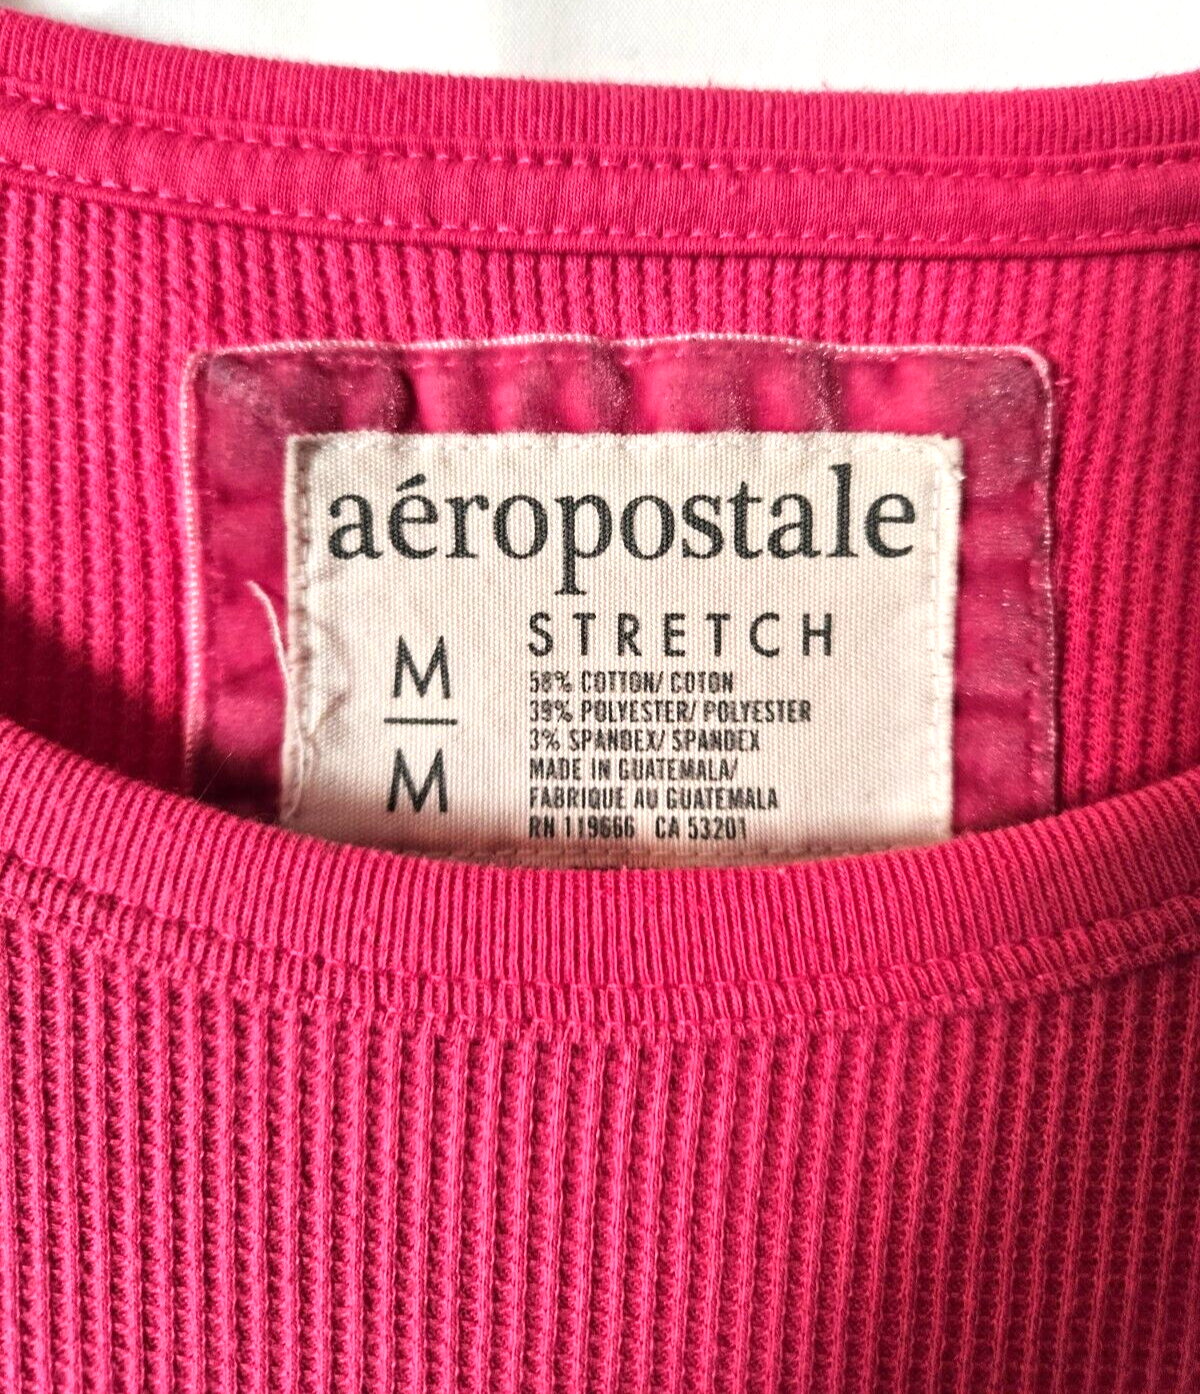 aéropostale
STRETCH
M
M
58% COTTON/ COTON
39% POLYESTER/ POLYESTER
3% SPANDEX/ SPANDEX
MADE IN GUATEMALA/
FABRIQUE AU GUATEMALA
RN 119666 CA 53201